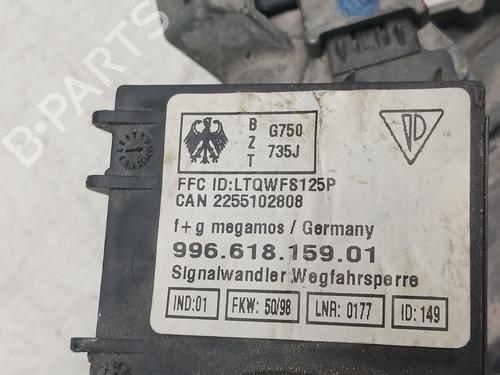 B-PARTS
B
Z
T
G750
735J
FFC ID:LTQWFS125P
CAN 2255102808
f+g megamos / Germany
996.618.159.01
Signalwandler Wegfahrsperre
IND:01
FKW: 50/98
LNR: 0177
ID: 149